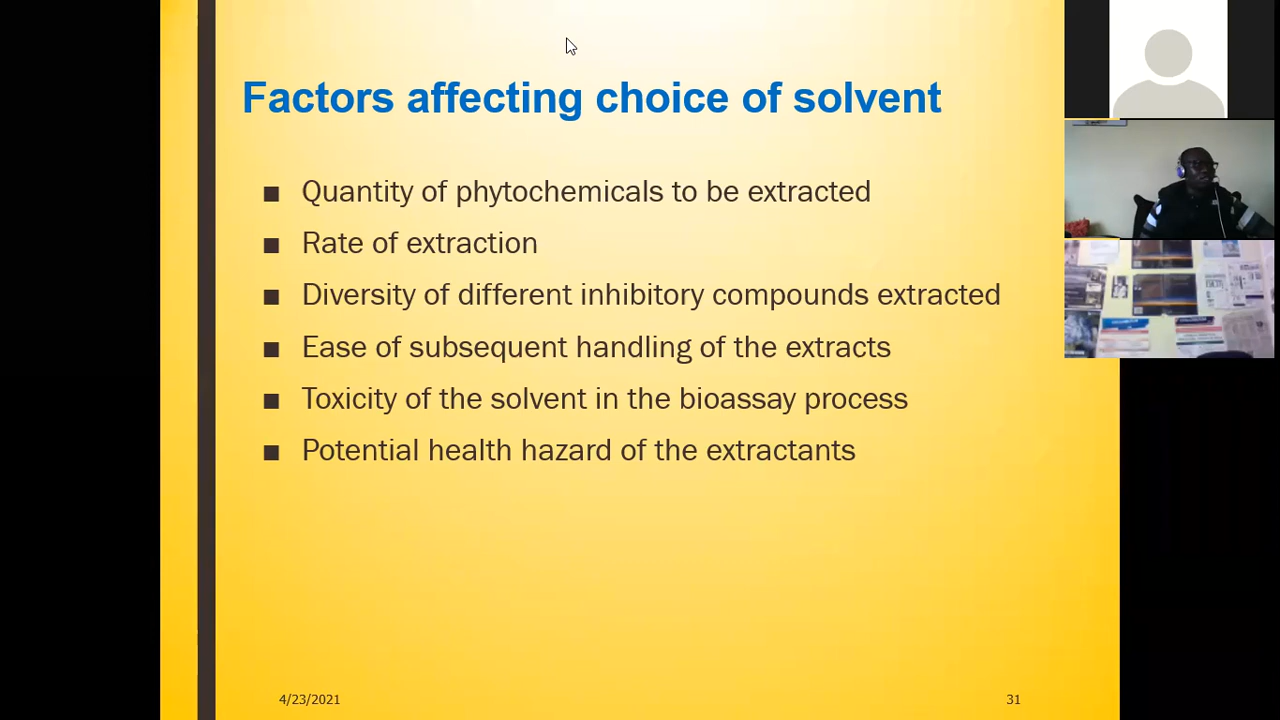 Factors affecting choice of solvent
■ Quantity of phytochemicals to be extracted
■ Rate of extraction
■ Diversity of different inhibitory compounds extracted
■ Ease of subsequent handling of the extracts
■ Toxicity of the solvent in the bioassay process
■ Potential health hazard of the extractants
4/23/2021
31